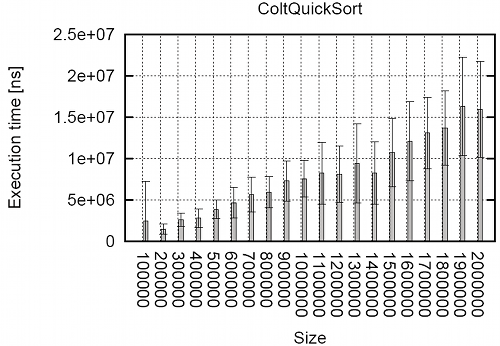 ColtQuickSort
Execution time [ns]
2.5e+07
2e+07
1.5e+07
1e+07
5e+06
0
100000
200000
300000
400000
500000
600000
700000
800000
900000
1000000
1100000
1200000
1300000
1400000
1500000
1600000
1700000
1800000
1900000
2000000
Size